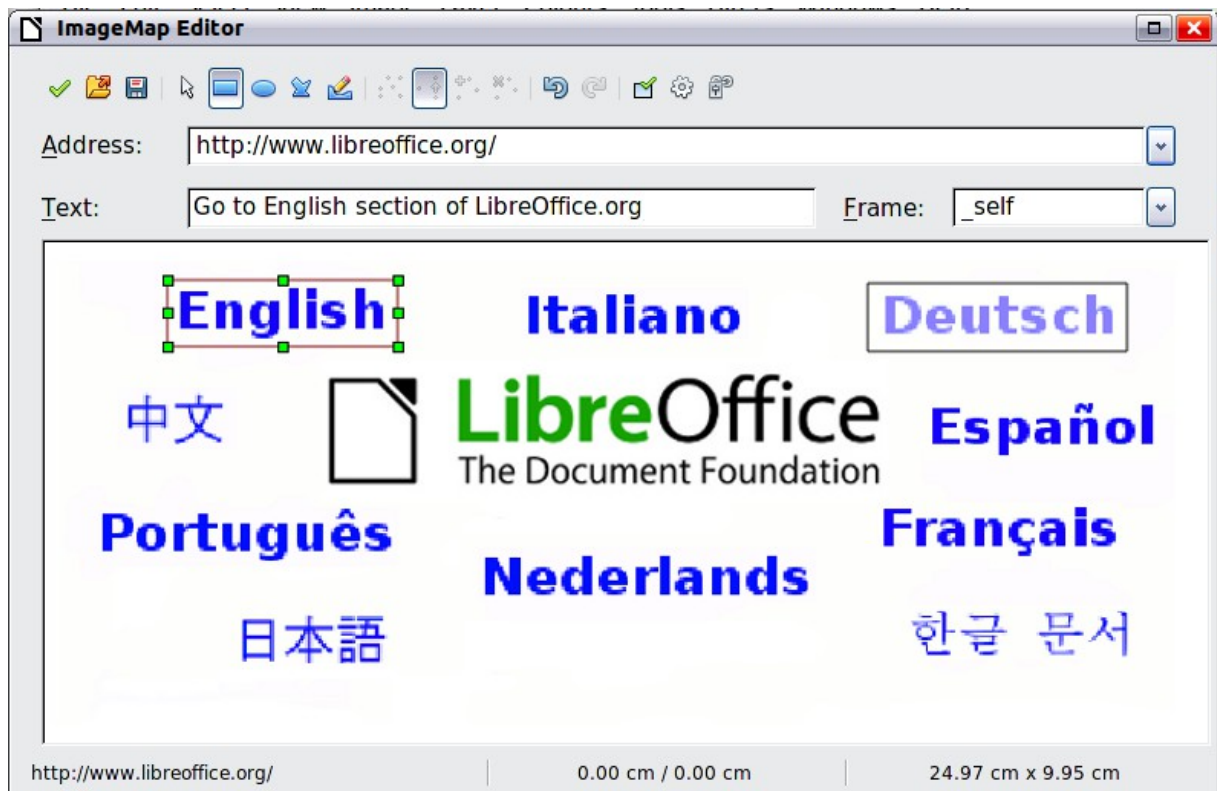 ImageMap Editor
Address: http://www.libreoffice.org/
Text: Go to English section of LibreOffice.org Frame: _self
English Italiano Deutsch
中文 LibreOffice Español
The Document Foundation
Português Français
Nederlands
日本語 한글 문서
http://www.libreoffice.org/ 0.00 cm / 0.00 cm 24.97 cm x 9.95 cm